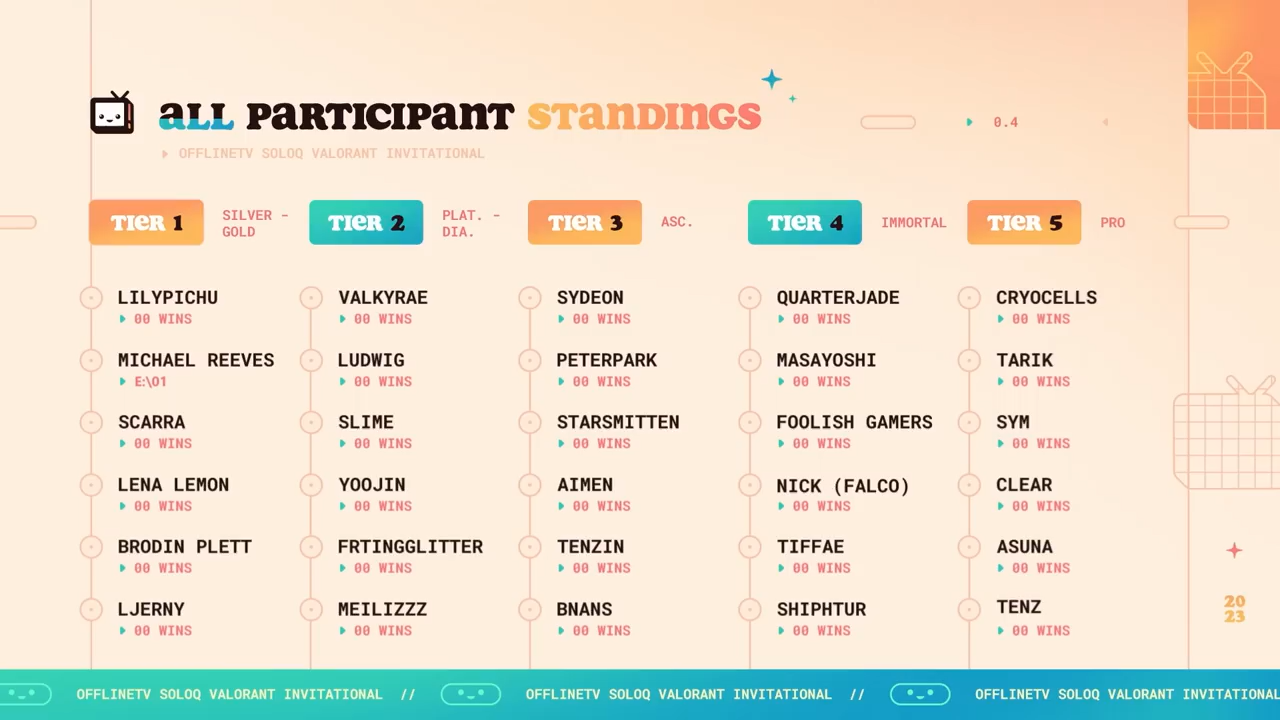 aLL PaRTICIPaNT STaNDINGS
0.4
OFFLINETV SOLOQ VALORANT INVITATIONAL
TIER 1
SILVER -
GOLD
TIER 2
PLAT. -
DIA.
TIER 3
ASC.
TIER 4
IMMORTAL
TIER 5
PRO
LILYPICHU
00 WINS
MICHAEL REEVES
E:\01
SCARRA
00 WINS
LENA LEMON
00 WINS
BRODIN PLETT
00 WINS
LJERNY
00 WINS
VALKYRAE
00 WINS
LUDWIG
00 WINS
SLIME
00 WINS
YOOJIN
00 WINS
FRTINGGLITTER
00 WINS
MEILIZZZ
00 WINS
SYDEON
00 WINS
PETERPARK
00 WINS
STARSMITTEN
00 WINS
AIMEN
00 WINS
TENZIN
00 WINS
BNANS
00 WINS
QUARTERJADE
00 WINS
MASAYOSHI
00 WINS
FOOLISH GAMERS
00 WINS
NICK (FALCO)
00 WINS
TIFFAE
00 WINS
SHIPHTUR
00 WINS
CRYOCELLS
00 WINS
TARIK
00 WINS
SYM
00 WINS
CLEAR
00 WINS
ASUNA
00 WINS
TENZ
00 WINS
20
23
OFFLINETV SOLOQ VALORANT INVITATIONAL // OFFLINETV SOLOQ VALORANT INVITATIONAL // OFFLINETV SOLOQ VALORANT INVITATIONAL